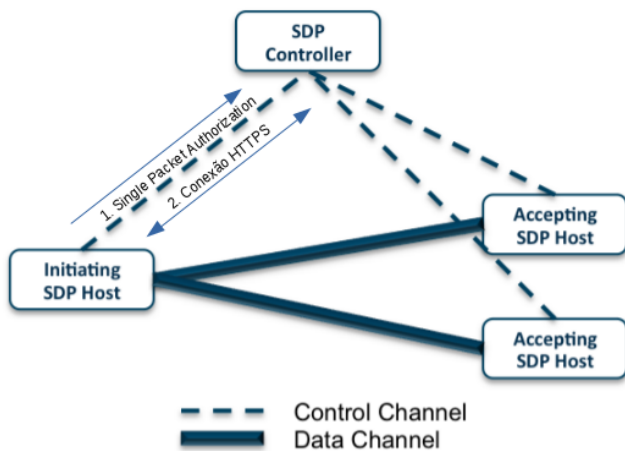 SDP
Controller
1. Single Packet Authorization
2. Conexão HTTPS
Initiating
SDP Host
Accepting
SDP Host
Accepting
SDP Host
Control Channel
Data Channel